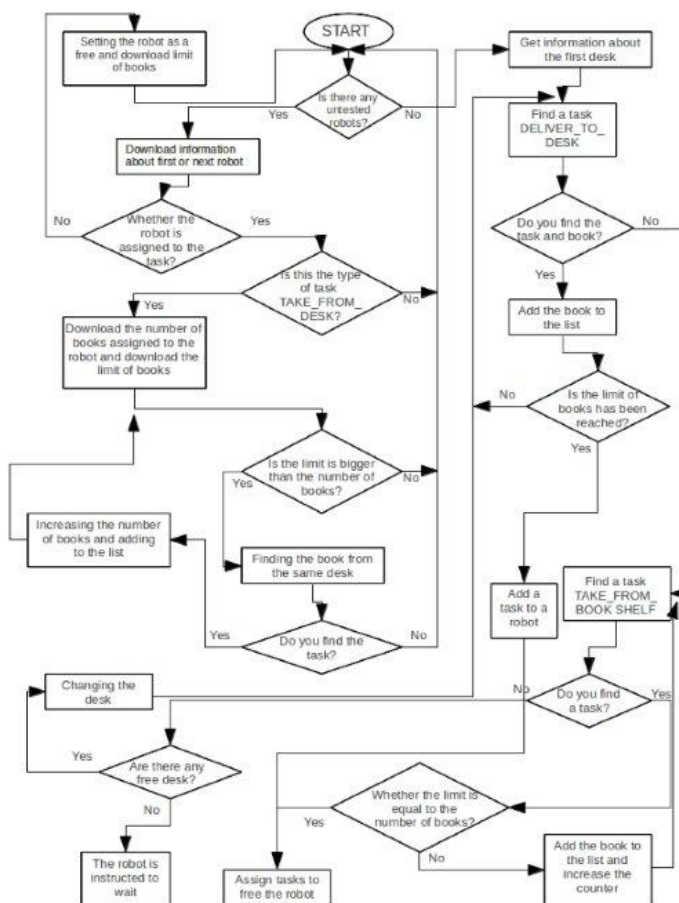 START
Setting the robot as a
free and download limit
of books
Get information about
the first desk
Is there any
untested
robots?
Yes
No
Find a task
DELIVER_TO_
DESK
Download information
about first or next robot
No
Whether the
robot is
assigned to the
task?
Yes
Do you find the
task and book?
No
Yes
Is this the type
of task
TAKE_FROM_
DESK?
Yes
No
Add the book to
the list
Download the number of
books assigned to the
robot and download the
limit of books
No
Is the limit of
books has been
reached?
Yes
Is the limit is bigger
than the number of
books?
Yes
No
Increasing the number
of books and adding
to the list
Finding the book from
the same desk
Find a task
TAKE_FROM_
BOOK SHELF
Add a
task to a
robot
Yes
Do you find the
task?
No
Changing the
desk
No
Do you find
a task?
Yes
Yes
Are there any
free desk?
No
Whether the limit is
equal to the
number of books?
Yes
No
The robot is
instructed to
wait
Assign tasks to
free the robot
Add the book to
the list and
increase the
counter